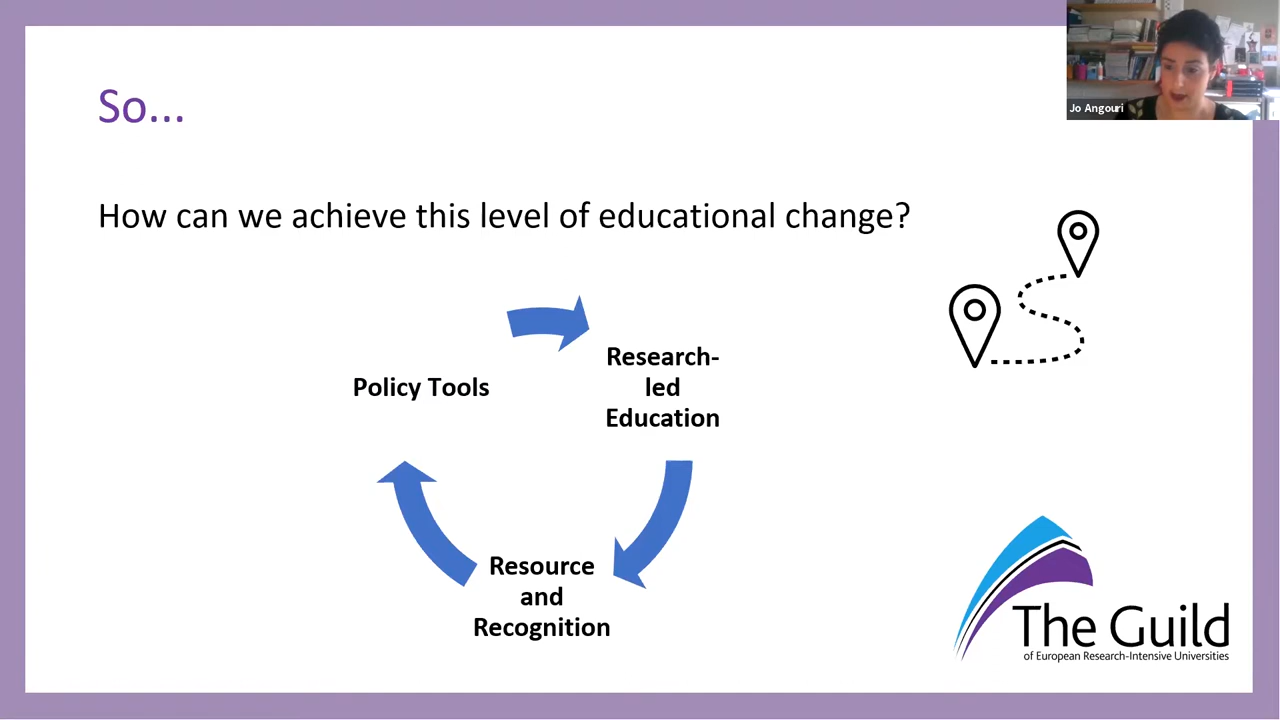 So...
Jo Angouri
How can we achieve this level of educational change?
Policy Tools
Research-
led
Education
Resource
and
Recognition
The Guild
of European Research-Intensive Universities